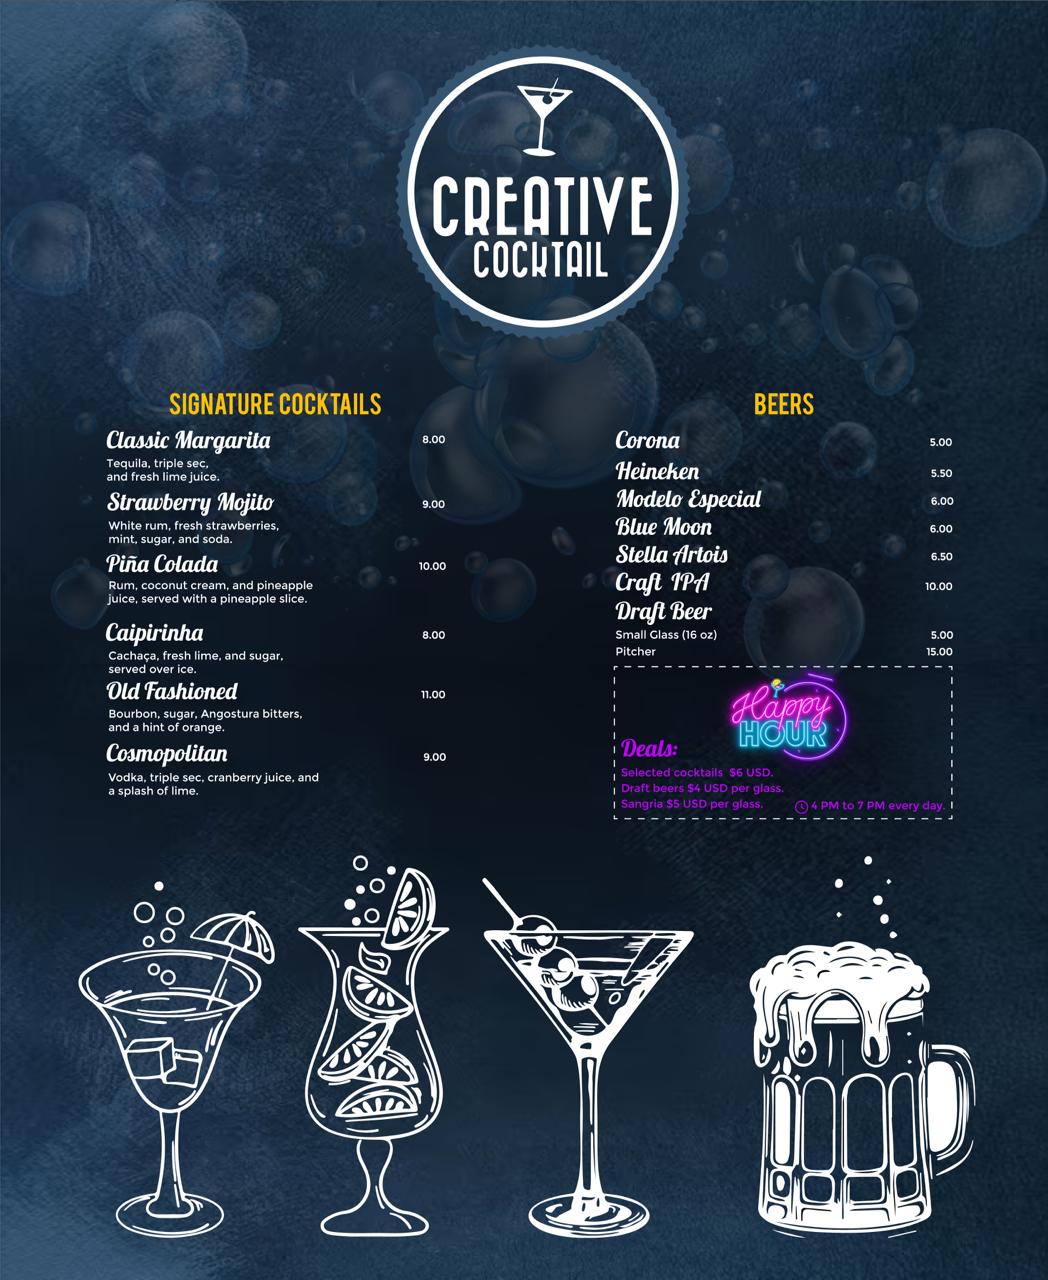 CREATIVE
COCKTAIL
SIGNATURE COCKTAILS
Classic Margarita 8.00
Tequila, triple sec,
and fresh lime juice.
Strawberry Mojito 9.00
White rum, fresh strawberries,
mint, sugar, and soda.
Piña Colada 10.00
Rum, coconut cream, and pineapple
juice, served with a pineapple slice.
Caipirinha 8.00
Cachaça, fresh lime, and sugar,
served over ice.
Old Fashioned 11.00
Bourbon, sugar, Angostura bitters,
and a hint of orange.
Cosmopolitan 9.00
Vodka, triple sec, cranberry juice, and
a splash of lime.
BEERS
Corona 5.00
Heineken 5.50
Modelo Especial 6.00
Blue Moon 6.00
Stella Artois 6.50
Craft IPA 10.00
Draft Beer
Small Glass (16 oz) 5.00
Pitcher 15.00
Happy
HOUR
Deals:
Selected cocktails $6 USD.
Draft beers $4 USD per glass.
Sangria $5 USD per glass. 4 PM to 7 PM every day.